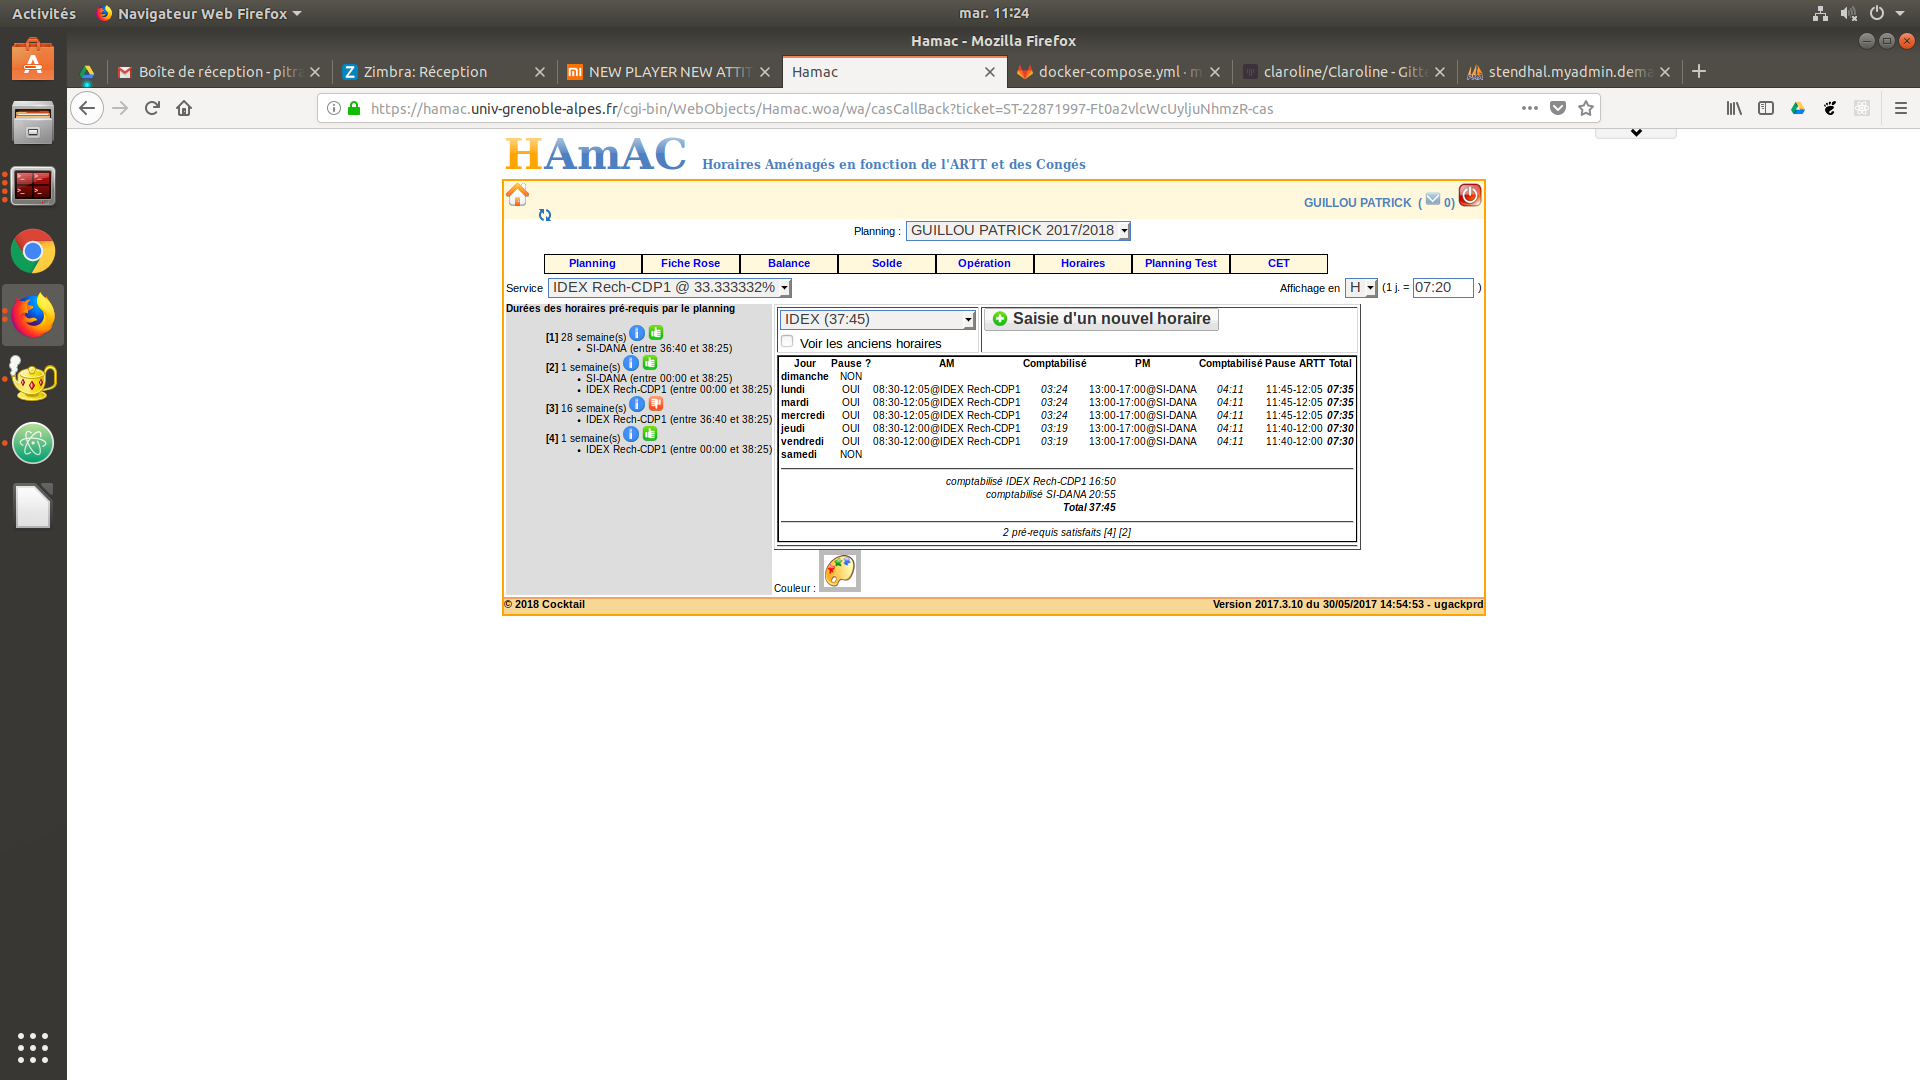 Activités Navigateur Web Firefox mar. 11:24
Hamac - Mozilla Firefox
Boîte de réception - pitra Zimbra: Réception NEW PLAYER NEW ATTIT Hamac docker-compose.yml · m claroline/Claroline - Gitte stendhal.myadmin.dema
https://hamac.univ-grenoble-alpes.fr/cgi-bin/WebObjects/Hamac.woa/wa/casCallBack?ticket=ST-22871997-Ft0a2vlcWcUyljuNhmzR-cas
HAmAC Horaires Aménagés en fonction de l'ARTT et des Congés
GUILLOU PATRICK ( 0)
Planning : GUILLOU PATRICK 2017/2018
Planning Fiche Rose Balance Solde Opération Horaires Planning Test CET
Service IDEX Rech-CDP1 @ 33.333332% Affichage en H (1 j. = 07:20 )
Durées des horaires pré-requis par le planning
[1] 28 semaine(s)
• SI-DANA (entre 36:40 et 38:25)
[2] 1 semaine(s)
• SI-DANA (entre 00:00 et 38:25)
• IDEX Rech-CDP1 (entre 00:00 et 38:25)
[3] 16 semaine(s)
• IDEX Rech-CDP1 (entre 36:40 et 38:25)
[4] 1 semaine(s)
• IDEX Rech-CDP1 (entre 00:00 et 38:25)
IDEX (37:45) Saisie d'un nouvel horaire
Voir les anciens horaires
Jour Pause ? AM Comptabilisé PM Comptabilisé Pause ARTT Total
dimanche NON
lundi OUI 08:30-12:05@IDEX Rech-CDP1 03:24 13:00-17:00@SI-DANA 04:11 11:45-12:05 07:35
mardi OUI 08:30-12:05@IDEX Rech-CDP1 03:24 13:00-17:00@SI-DANA 04:11 11:45-12:05 07:35
mercredi OUI 08:30-12:05@IDEX Rech-CDP1 03:24 13:00-17:00@SI-DANA 04:11 11:45-12:05 07:35
jeudi OUI 08:30-12:00@IDEX Rech-CDP1 03:19 13:00-17:00@SI-DANA 04:11 11:40-12:00 07:30
vendredi OUI 08:30-12:00@IDEX Rech-CDP1 03:19 13:00-17:00@SI-DANA 04:11 11:40-12:00 07:30
samedi NON
comptabilisé IDEX Rech-CDP1 16:50
comptabilisé SI-DANA 20:55
Total 37:45
2 pré-requis satisfaits [4] [2]
Couleur :
© 2018 Cocktail Version 2017.3.10 du 30/05/2017 14:54:53 - ugackprd